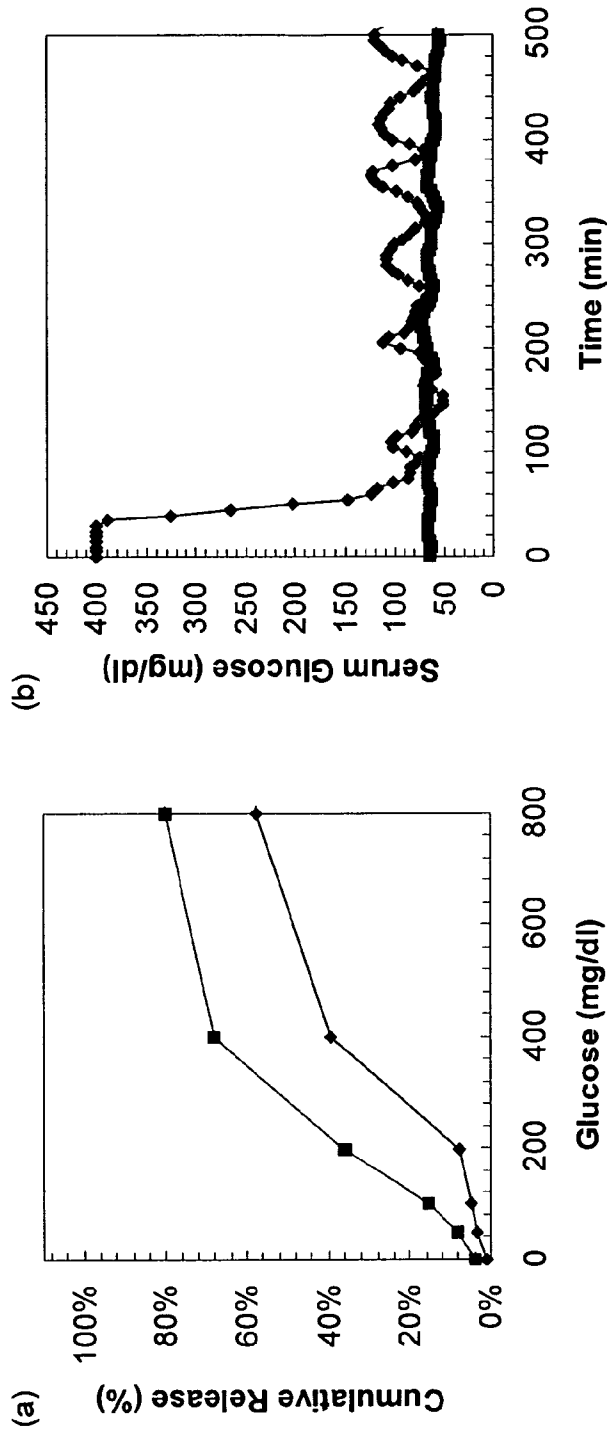 (a)
Cumulative Release (%)
100%
80%
60%
40%
20%
0%
0 200 400 600 800
Glucose (mg/dl)
(b)
Serum Glucose (mg/dl)
450
400
350
300
250
200
150
100
50
0
0 100 200 300 400 500
Time (min)